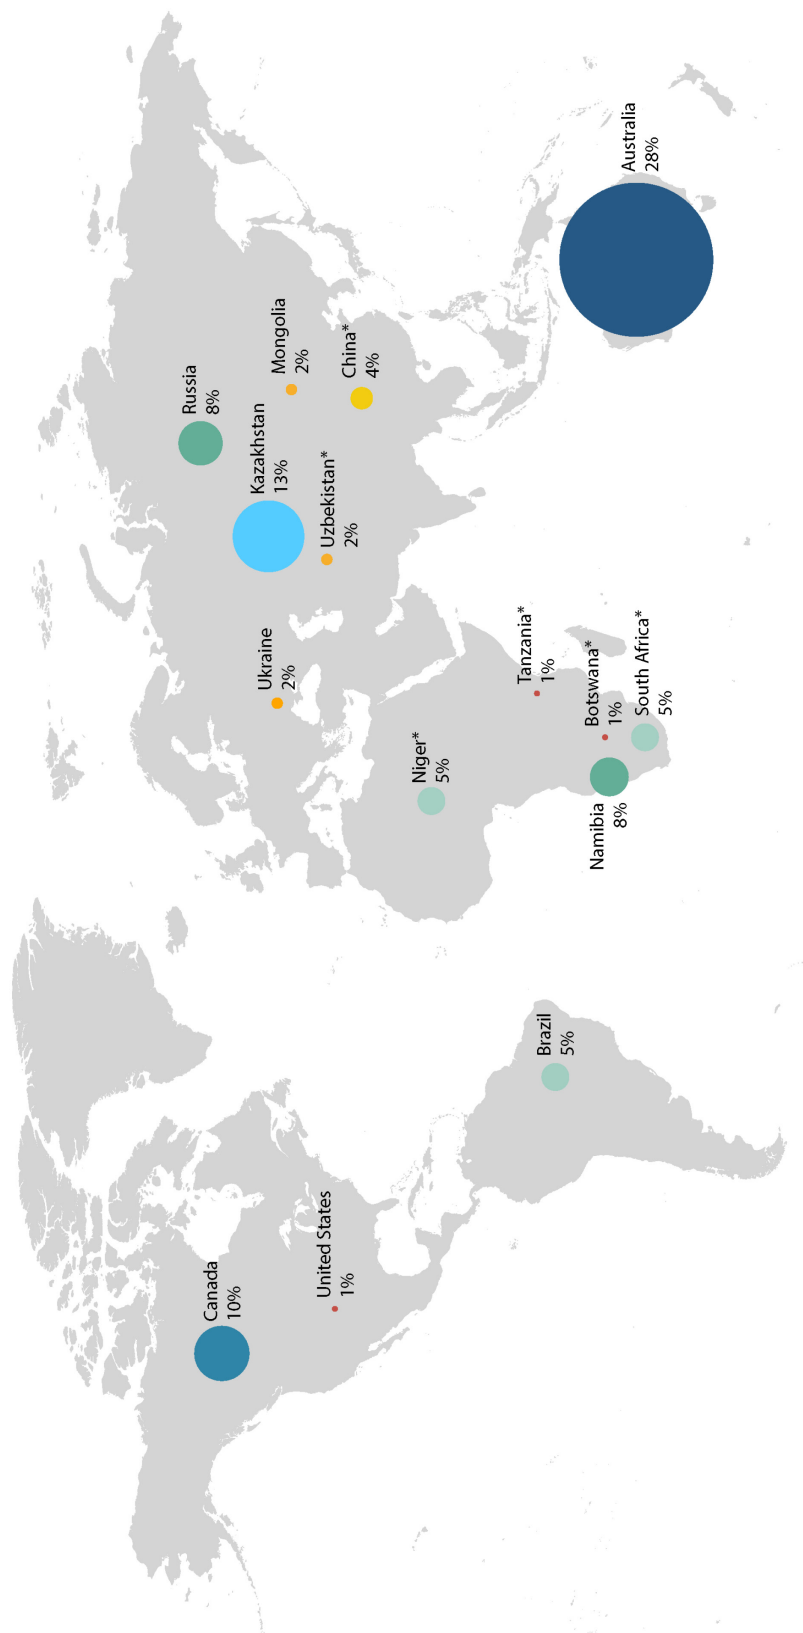 Canada
10%
United States
1%
Brazil
5%
Ukraine
2%
Russia
8%
Kazakhstan
13%
Uzbekistan*
2%
Mongolia
2%
China*
4%
Niger*
5%
Tanzania*
1%
Namibia
8%
Botswana*
1%
South Africa*
5%
Australia
28%